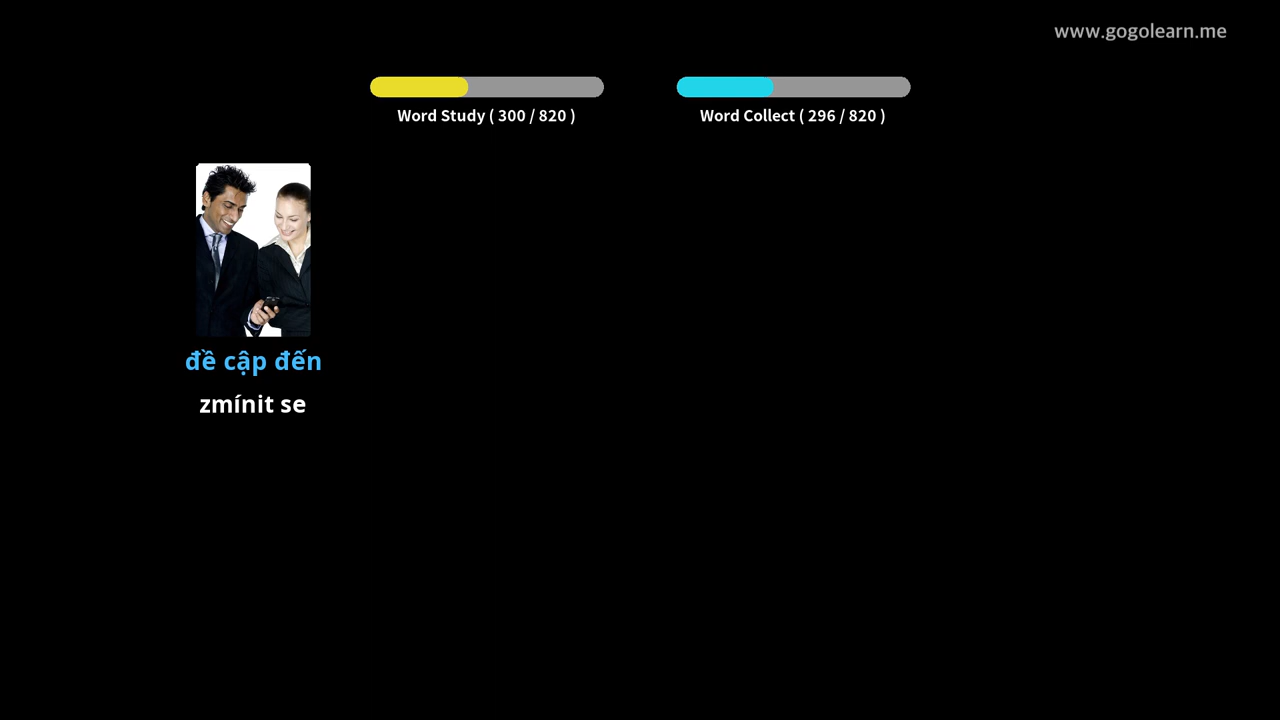 www.gogolearn.me
Word Study ( 300 / 820 )
Word Collect ( 296 / 820 )
đề cập đến
zmínit se